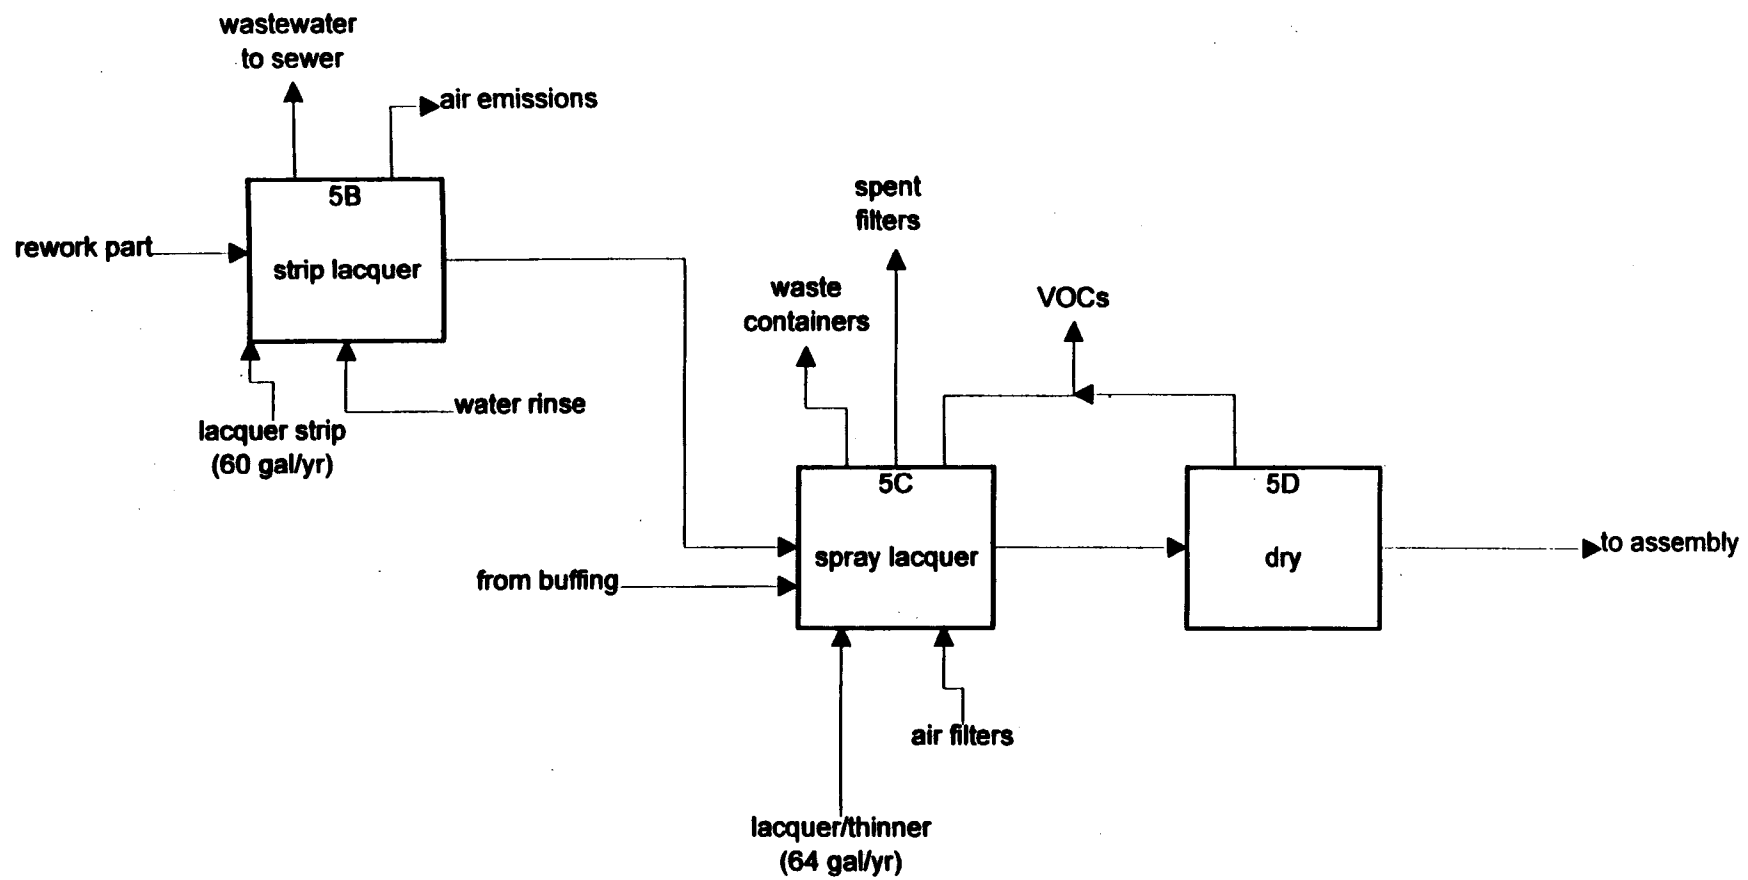 wastewater
to sewer
air emissions
5B
strip lacquer
rework part
lacquer strip
(60 gal/yr)
water rinse
spent
filters
waste
containers
VOCs
5C
spray lacquer
from buffing
5D
dry
to assembly
air filters
lacquer/thinner
(64 gal/yr)